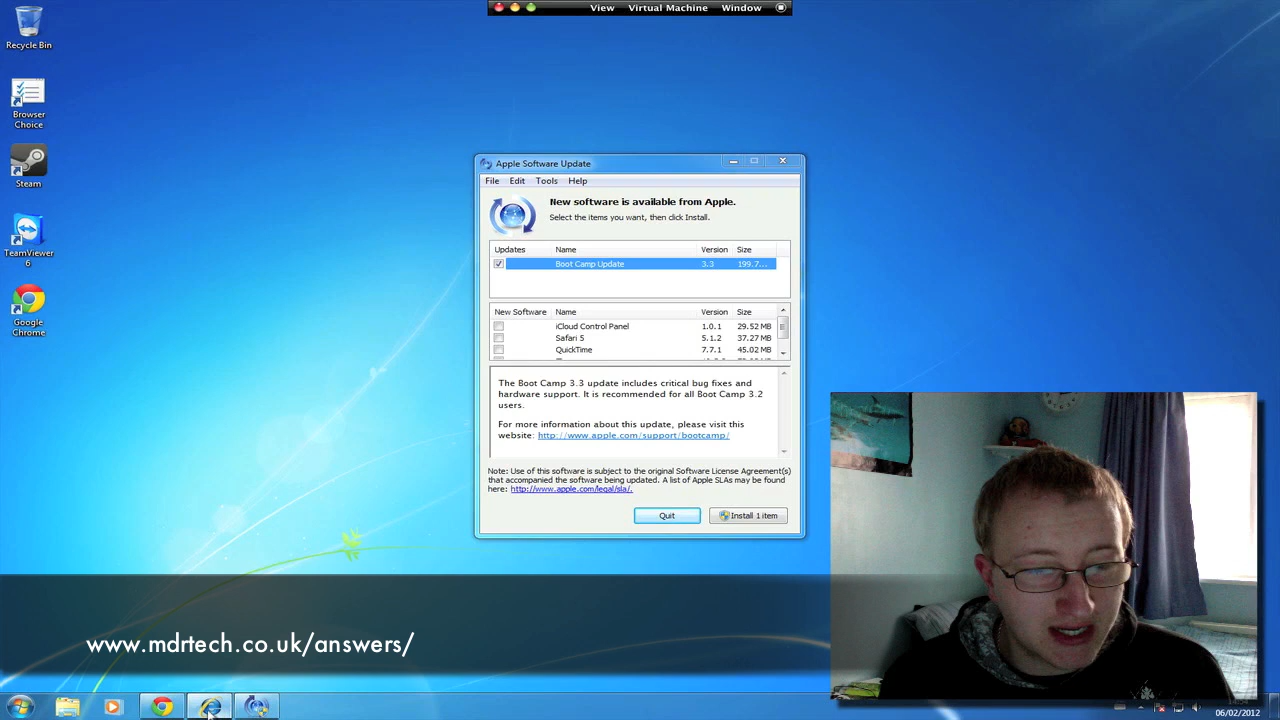 View Virtual Machine Window
Recycle Bin
Browser
Choice
Steam
TeamViewer
6
Google
Chrome
Apple Software Update
File Edit Tools Help
New software is available from Apple.
Select the items you want, then click Install.
Updates Name Version Size
Boot Camp Update 3.3 199.7...
New Software Name Version Size
iCloud Control Panel 1.0.1 29.52 MB
Safari 5 5.1.2 37.27 MB
QuickTime 7.7.1 45.02 MB
The Boot Camp 3.3 update includes critical bug fixes and
hardware support. It is recommended for all Boot Camp 3.2
users.
For more information about this update, please visit this
website: http://www.apple.com/support/bootcamp/
Note: Use of this software is subject to the original Software License Agreement(s)
that accompanied the software being updated. A list of Apple SLAs may be found
here: http://www.apple.com/legal/sla/.
Quit Install 1 item
www.mdrtech.co.uk/answers/
06/02/2012